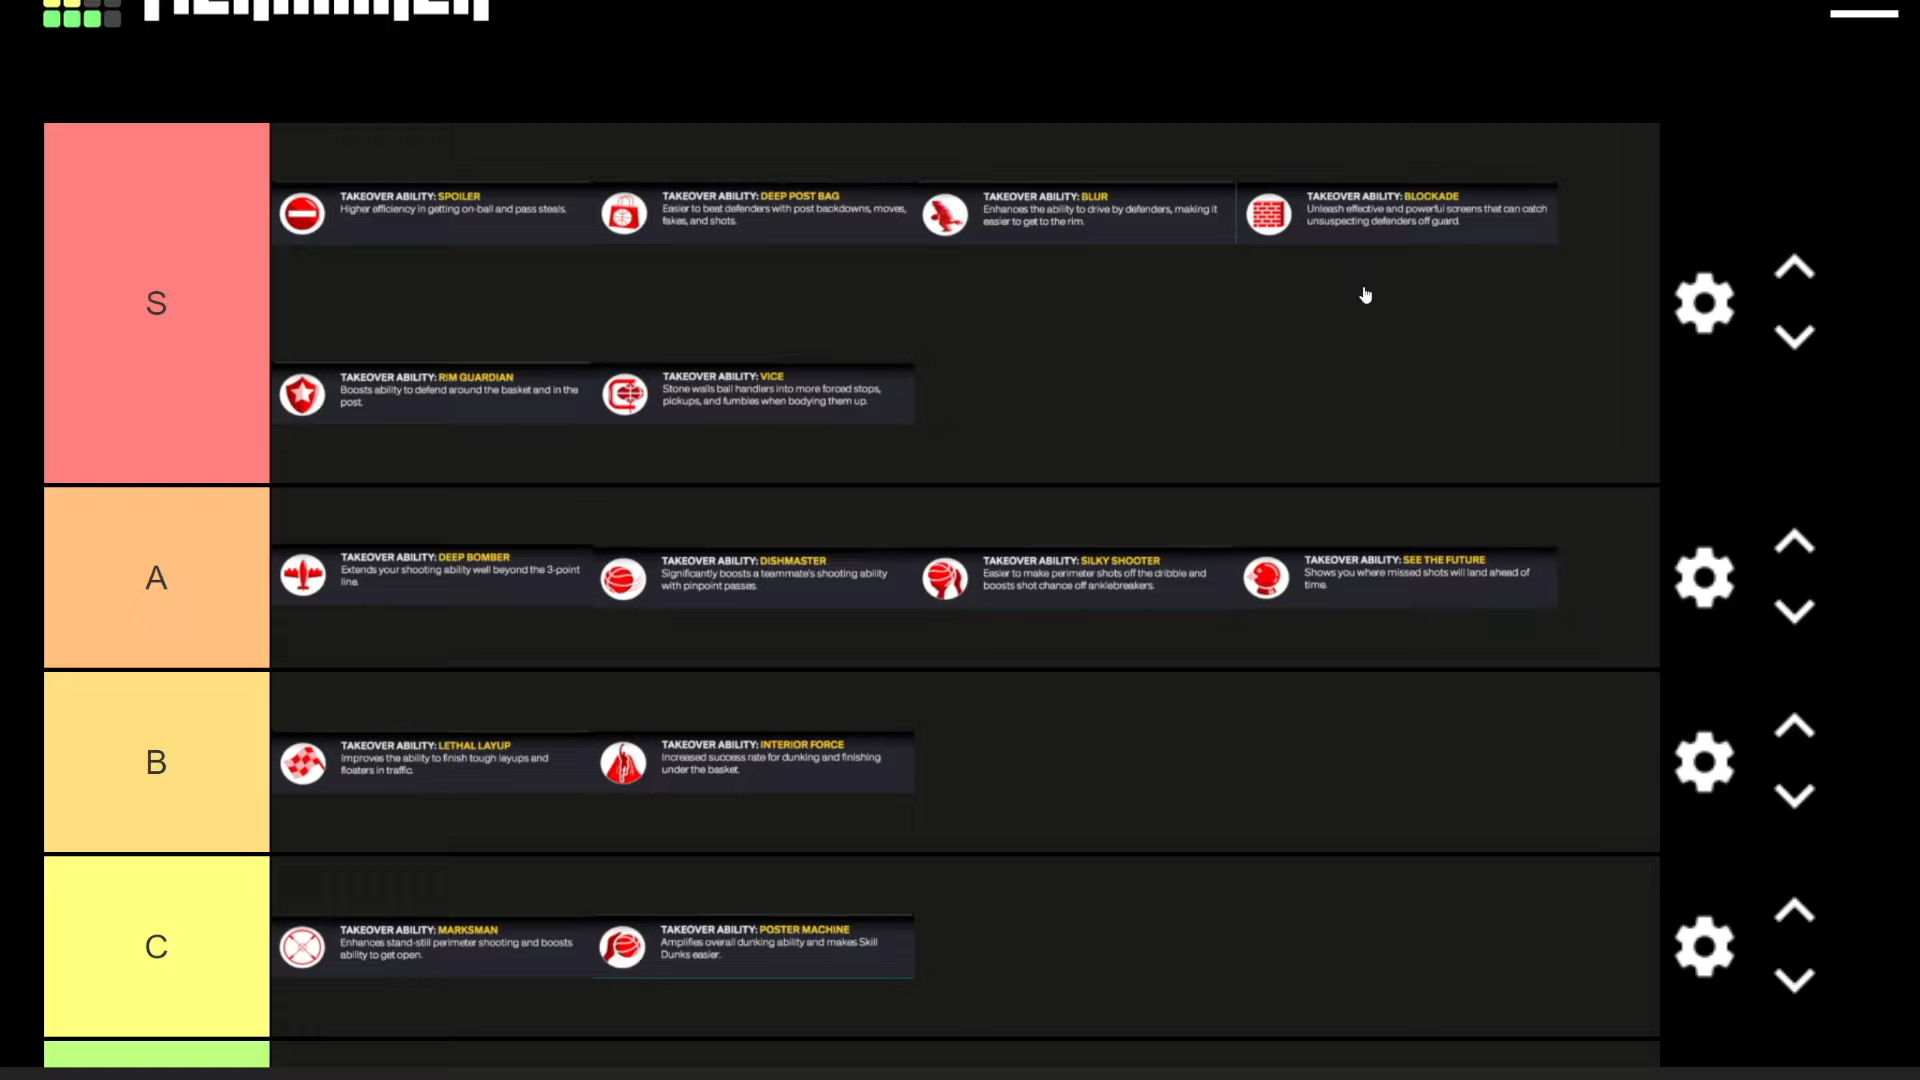 S
TAKEOVER ABILITY: SPOILER
Higher efficiency in getting on-ball and pass steals.
TAKEOVER ABILITY: DEEP POST BAG
Easier to beat defenders with post backdowns, moves,
fakes, and shots.
TAKEOVER ABILITY: BLUR
Enhances the ability to drive by defenders, making it
easier to get to the rim.
TAKEOVER ABILITY: BLOCKADE
Unleash effective and powerful screens that can catch
unsuspecting defenders off guard.
TAKEOVER ABILITY: RIM GUARDIAN
Boosts ability to defend around the basket and in the
post.
TAKEOVER ABILITY: VICE
Stone walls ball handlers into more forced stops,
pickups, and fumbles when bodying them up.
A
TAKEOVER ABILITY: DEEP BOMBER
Extends your shooting ability well beyond the 3-point
line.
TAKEOVER ABILITY: DISHMASTER
Significantly boosts a teammate's shooting ability
with pinpoint passes.
TAKEOVER ABILITY: SILKY SHOOTER
Easier to make perimeter shots off the dribble and
boosts shot chance off anklebreakers.
TAKEOVER ABILITY: SEE THE FUTURE
Shows you where missed shots will land ahead of
time.
B
TAKEOVER ABILITY: LETHAL LAYUP
Improves the ability to finish tough layups and
floaters in traffic.
TAKEOVER ABILITY: INTERIOR FORCE
Increased success rate for dunking and finishing
under the basket.
C
TAKEOVER ABILITY: MARKSMAN
Enhances stand-still perimeter shooting and boosts
ability to get open.
TAKEOVER ABILITY: POSTER MACHINE
Amplifies overall dunking ability and makes Skill
Dunks easier.